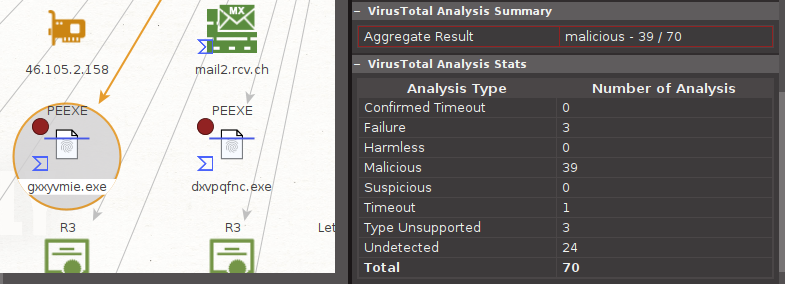 46.105.2.158
mail2.rcv.ch
PEEXE
PEEXE
gxxyvmie.exe
dxvpqfnc.exe
R3
R3
Let
VirusTotal Analysis Summary
Aggregate Result malicious - 39 / 70
VirusTotal Analysis Stats
Analysis Type Number of Analysis
Confirmed Timeout 0
Failure 3
Harmless 0
Malicious 39
Suspicious 0
Timeout 1
Type Unsupported 3
Undetected 24
Total 70